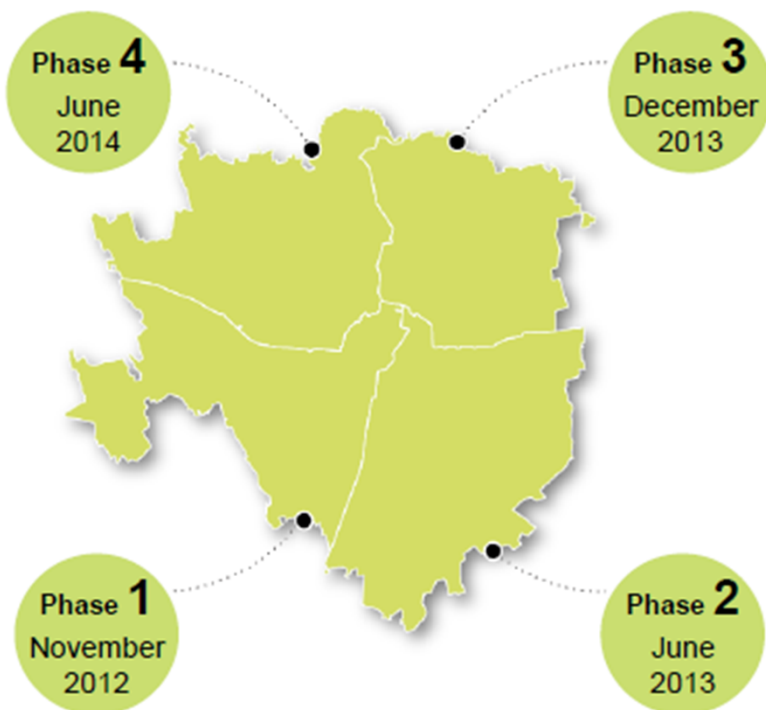 Phase 4
June
2014
Phase 3
December
2013
Phase 1
November
2012
Phase 2
June
2013